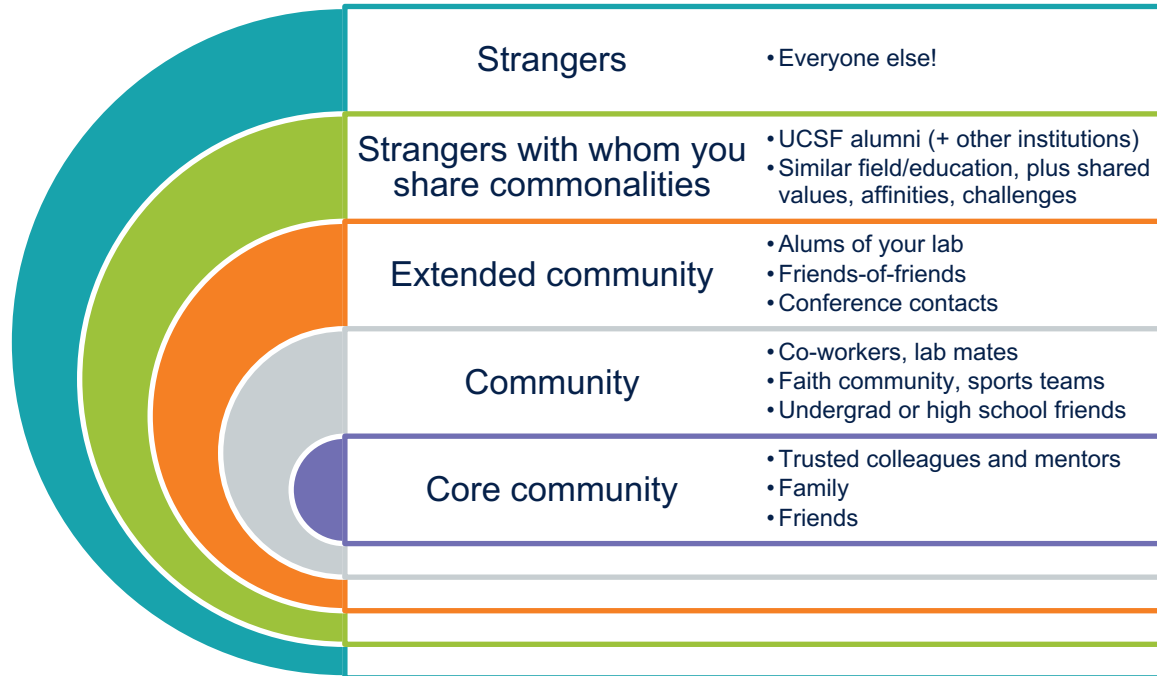 Strangers
• Everyone else!
Strangers with whom you
share commonalities
• UCSF alumni (+ other institutions)
• Similar field/education, plus shared
values, affinities, challenges
Extended community
• Alums of your lab
• Friends-of-friends
• Conference contacts
Community
• Co-workers, lab mates
• Faith community, sports teams
• Undergrad or high school friends
Core community
• Trusted colleagues and mentors
• Family
• Friends